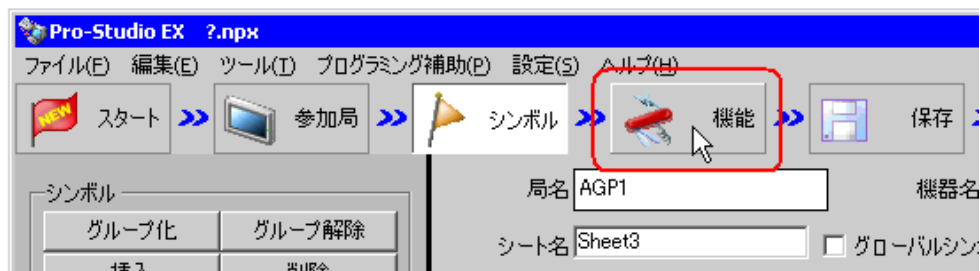 Pro-Studio EX ?.npx
ファイル(F) 編集(E) ツール(T) プログラミング補助(P) 設定(S) ヘルプ(H)
NEW スタート 参加局 シンボル 機能 保存
シンボル
局名 AGP1 機器名
グループ化 グループ解除
シート名 Sheet3 グローバルシン
挿入 削除